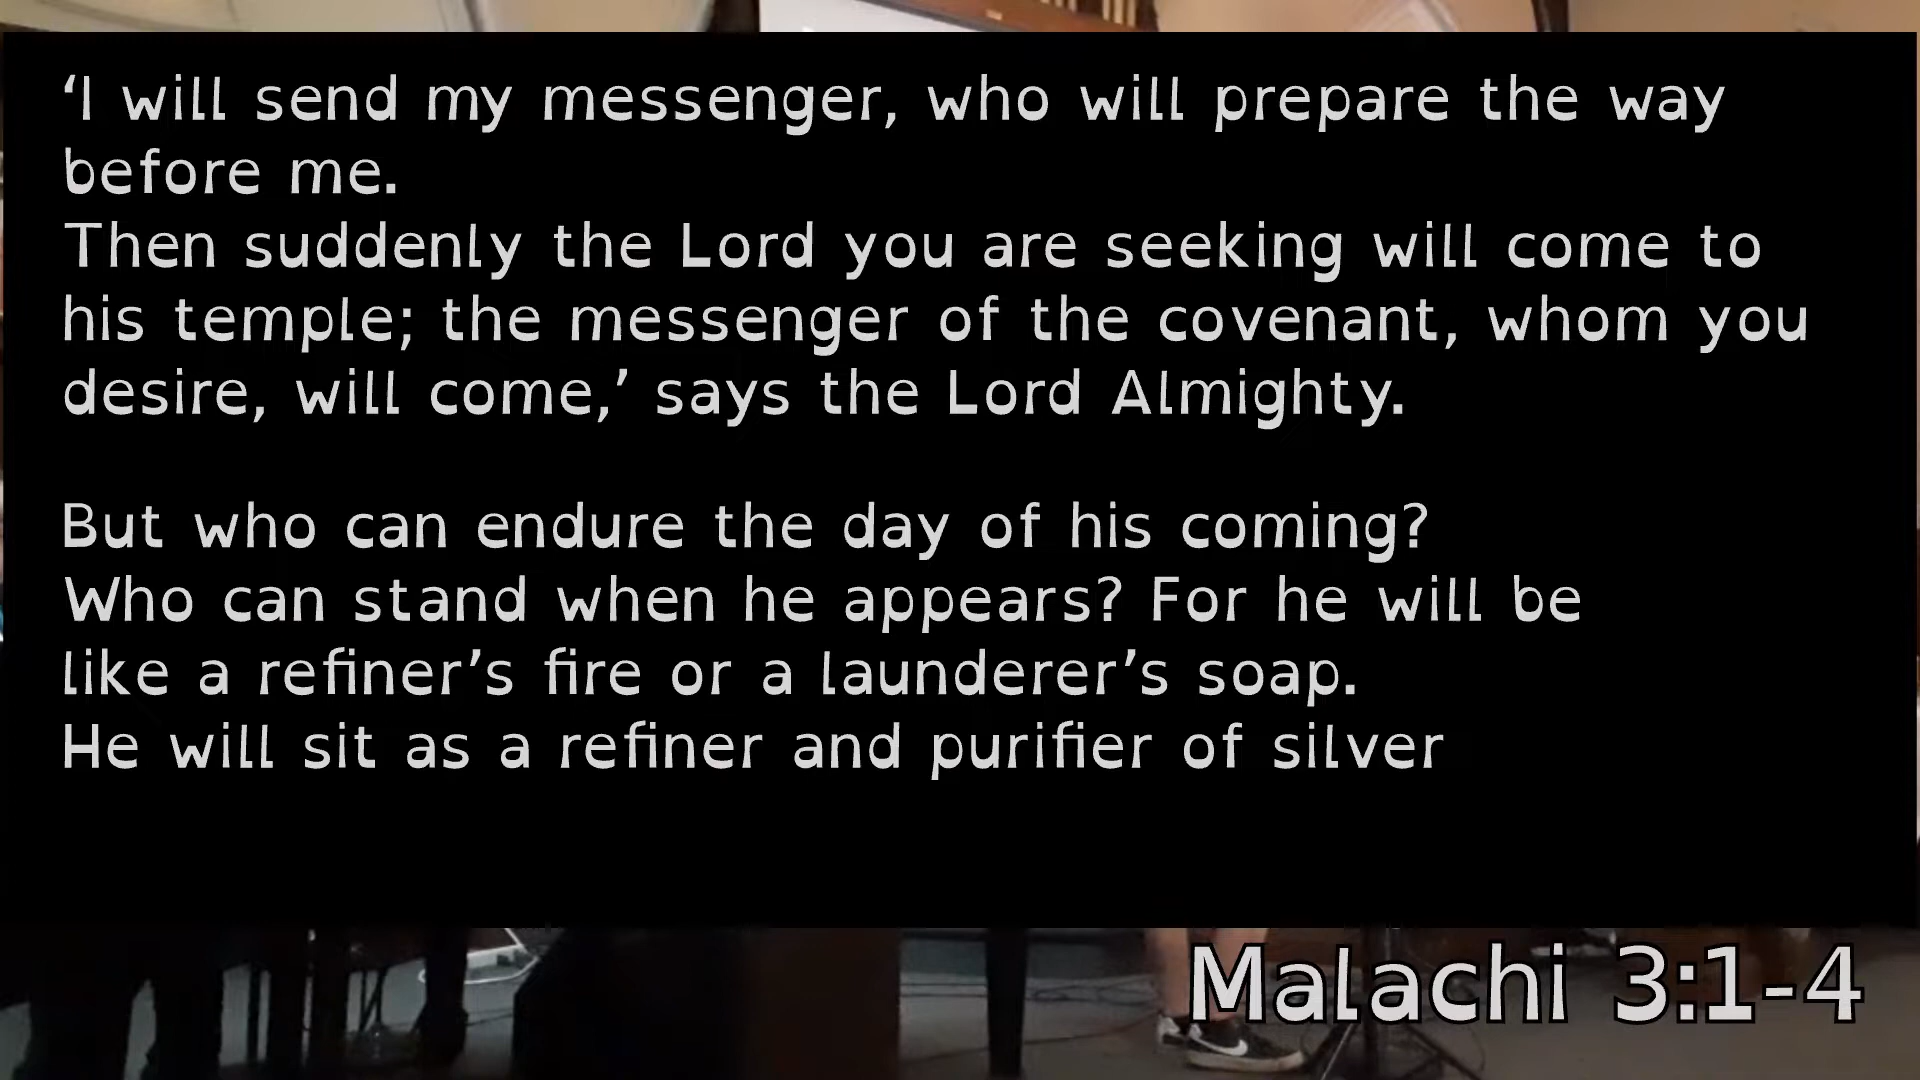 ‘I will send my messenger, who will prepare the way
before me.
Then suddenly the Lord you are seeking will come to
his temple; the messenger of the covenant, whom you
desire, will come,’ says the Lord Almighty.
But who can endure the day of his coming?
Who can stand when he appears? For he will be
like a refiner’s fire or a launderer’s soap.
He will sit as a refiner and purifier of silver
Malachi 3:1-4